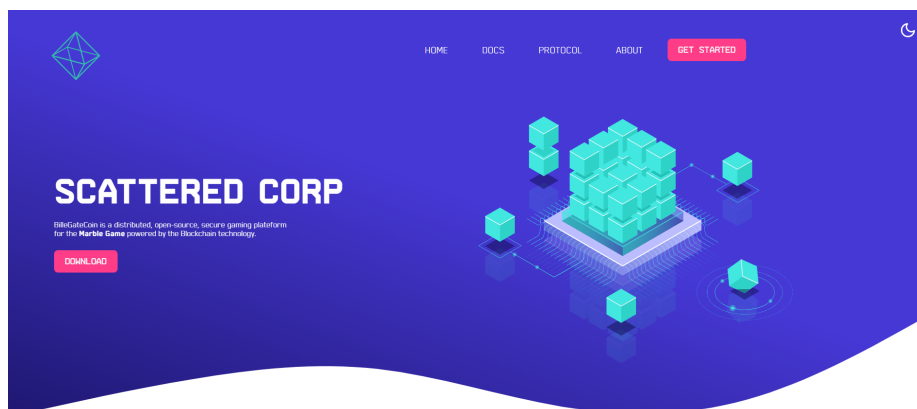 HOME DOCS PROTOCOL ABOUT GET STARTED
SCATTERED CORP
BilleGateCoin is a distributed, open-source, secure gaming plateform
for the Marble Game powered by the Blockchain technology.
DOWNLOAD